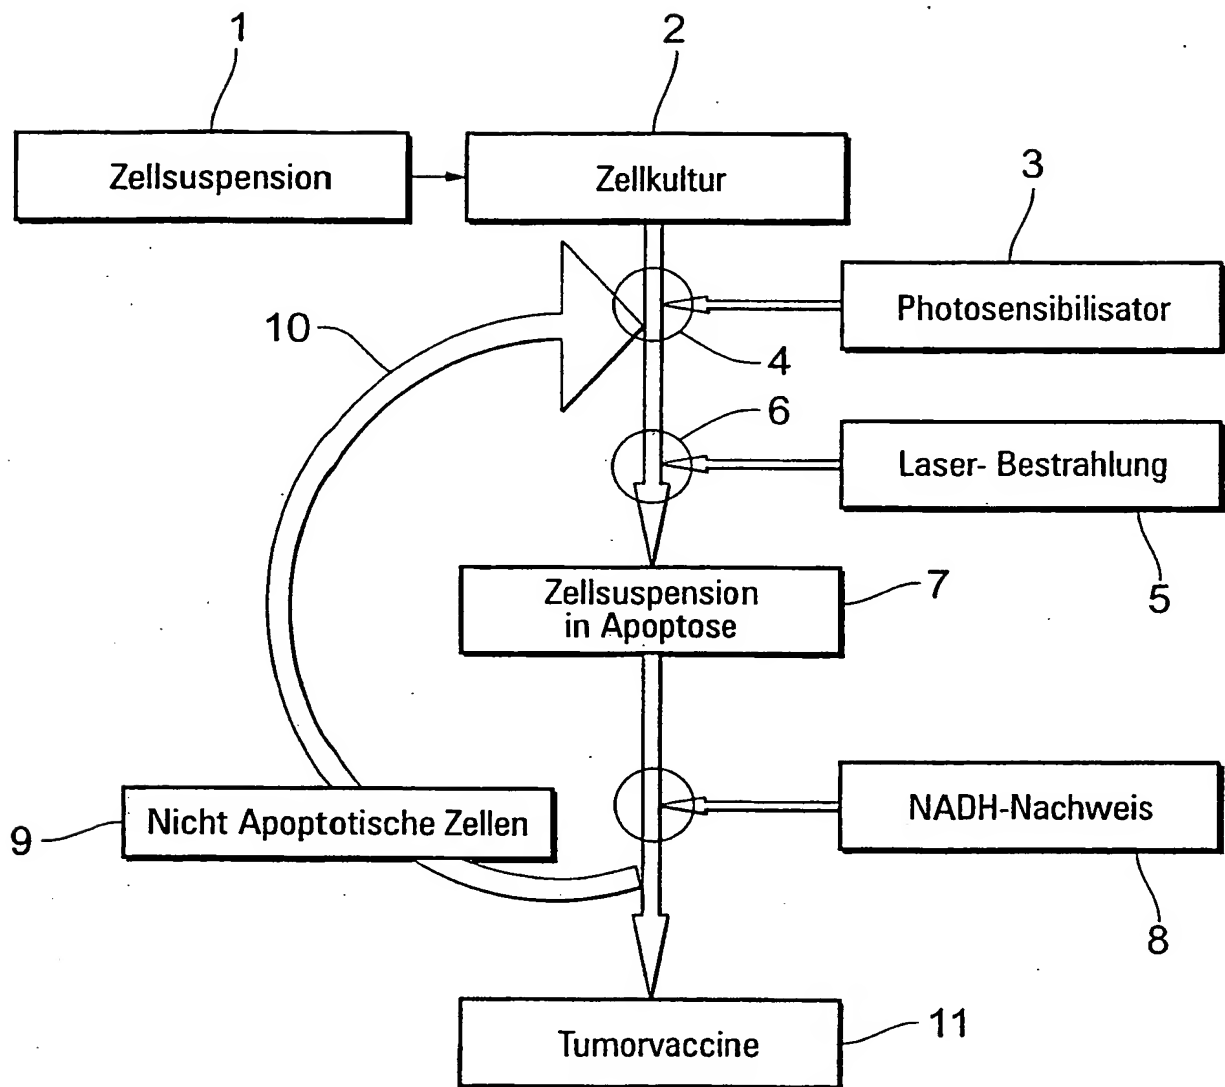 1
2
Zellsuspension
Zellkultur
3
Photosensibilisator
10
4
6
Laser- Bestrahlung
5
Zellsuspension
in Apoptose
7
Nicht Apoptotische Zellen
9
NADH-Nachweis
8
11
Tumorvaccine